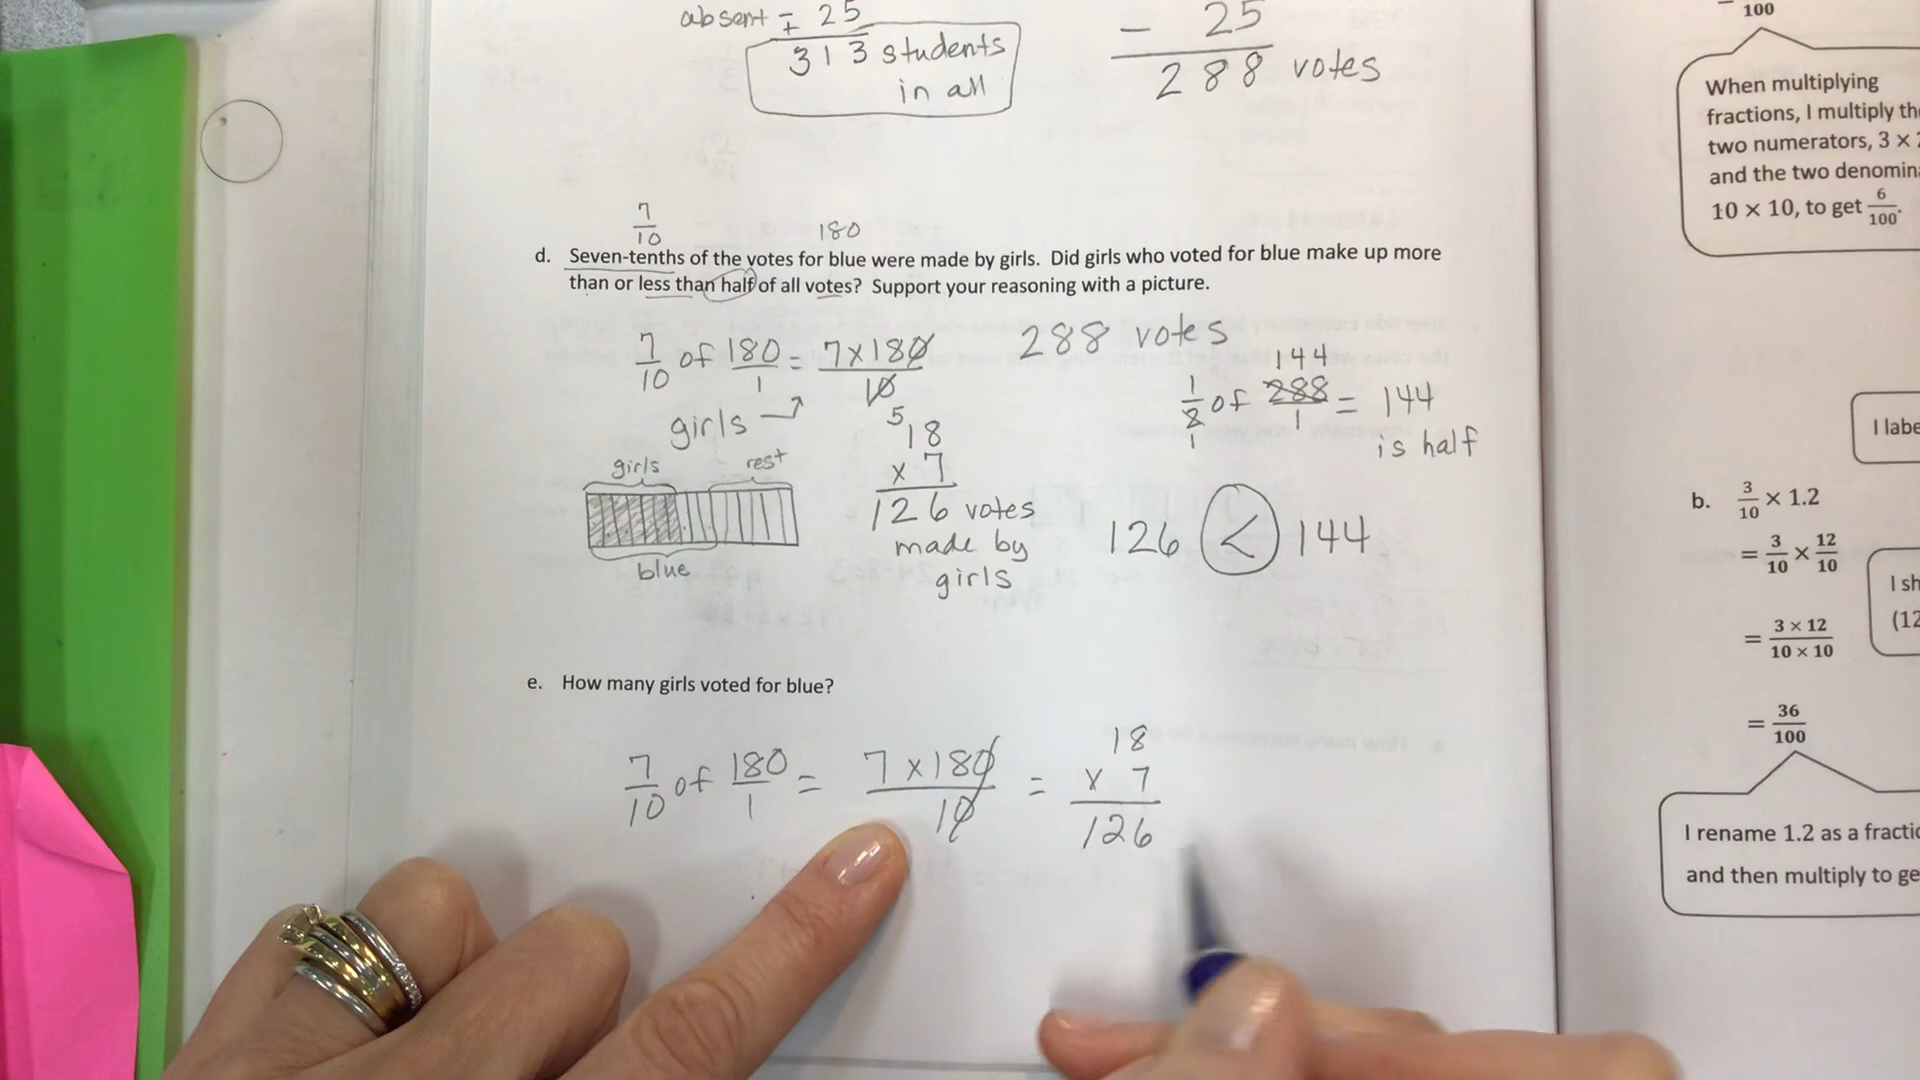 absent ÷ 25
+
313 students
in all
- 25
288 votes
7/10
180
d. Seven-tenths of the votes for blue were made by girls. Did girls who voted for blue make up more
than or less than half of all votes? Support your reasoning with a picture.
7/10 of 180/1 = 7 x 180/10
girls →
5
18
x 7
126 votes
made by
girls
girls
rest
blue
288 votes
144
1/2 of 288/1 = 144
1
is half
126 < 144
e. How many girls voted for blue?
7/10 of 180/1 = 7 x 180/10 =
18
x 7
126
100
When multiplying
fractions, I multiply
two numerators, 3 ×
and the two
10 × 10, to get 6/100.
I
b. 3/10 × 1.2
= 3/10 × 12/10
I
(12
= 3 × 12/10 × 10
= 36/100
I rename 1.2 as a
and then multiply to